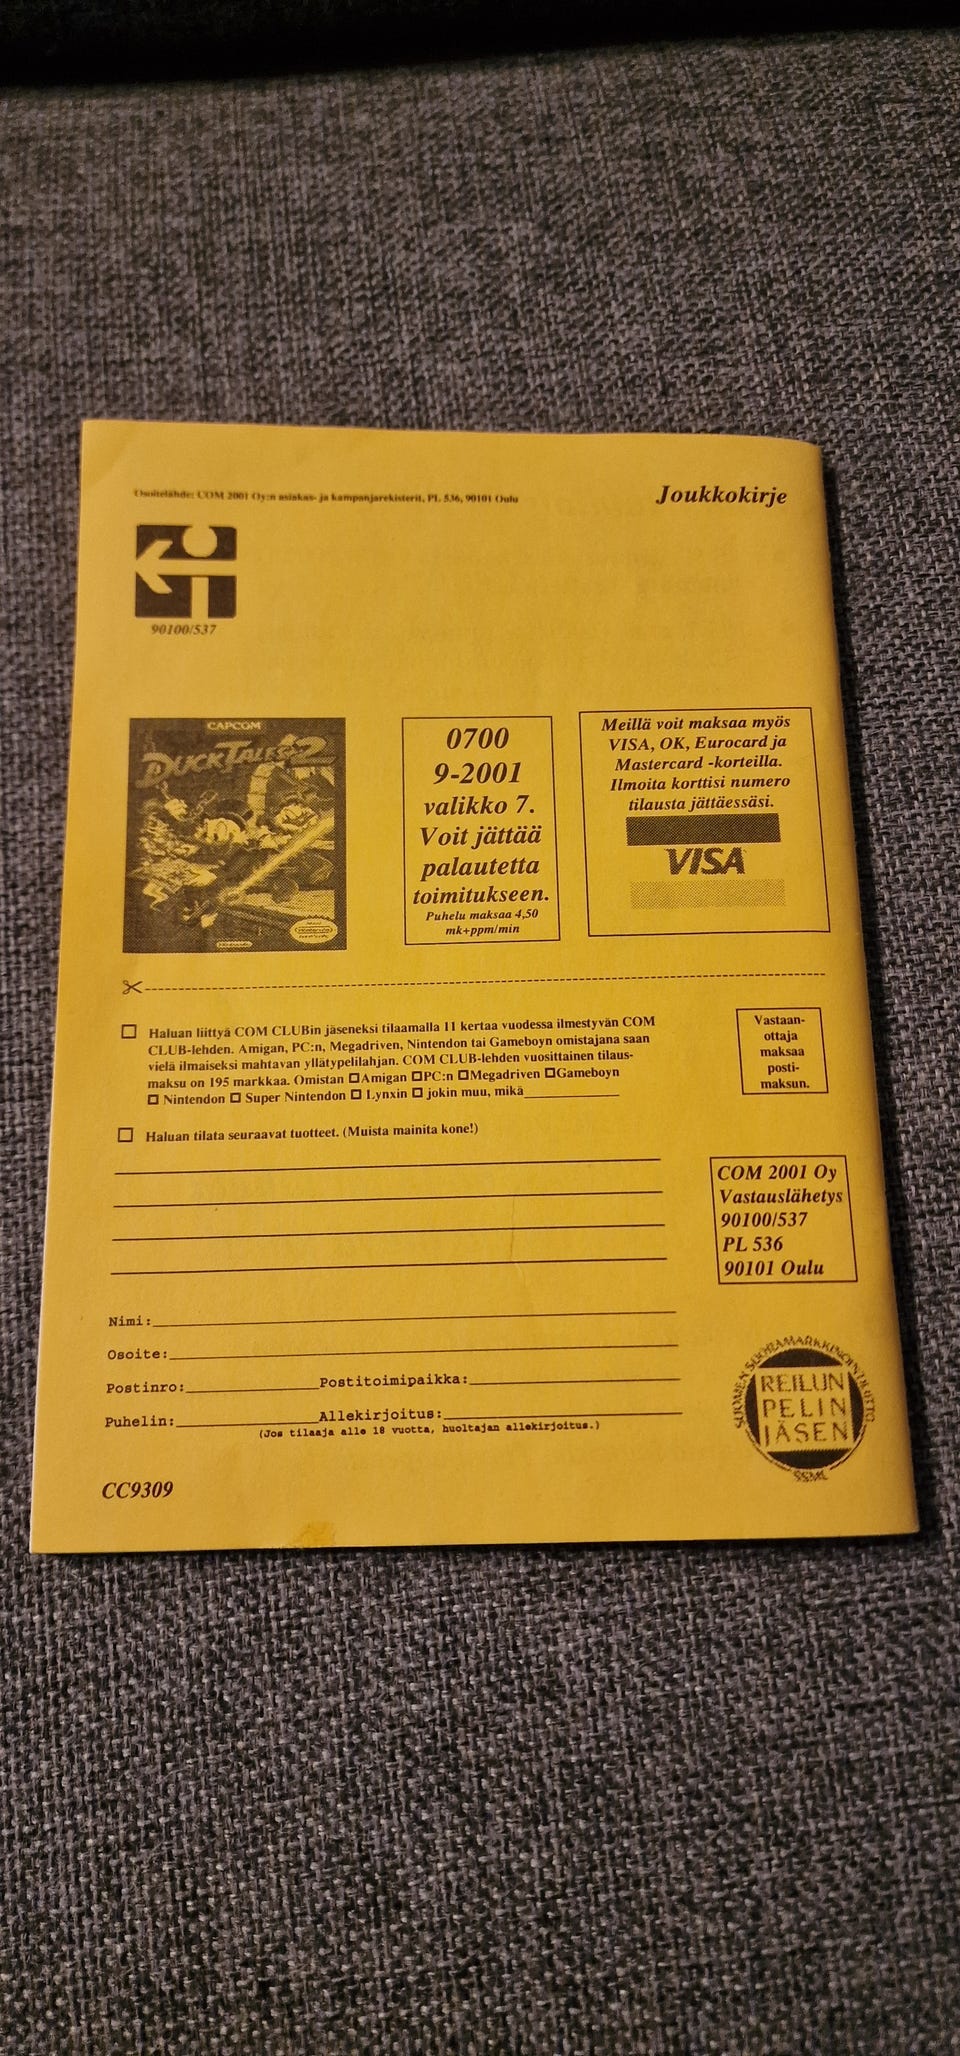 Osoitelähde: COM 2001 Oy:n asiakas- ja kampanjarekisterit, PL 536, 90101 Oulu
Joukkokirje
90100/537
CAPCOM
DUCKTALES 2
Nintendo
0700
9-2001
valikko 7.
Voit jättää
palautetta
toimitukseen.
Puhelu maksaa 4,50
mk+ppm/min
Meillä voit maksaa myös
VISA, OK, Eurocard ja
Mastercard -korteilla.
Ilmoita korttisi numero
tilausta jättäessäsi.
VISA
Haluan liittyä COM CLUBin jäseneksi tilaamalla 11 kertaa vuodessa ilmestyvän COM
CLUB-lehden. Amigan, PC:n, Megadriven, Nintendon tai Gameboyn omistajana saan
vielä ilmaiseksi mahtavan yllätypelilahjan. COM CLUB-lehden vuosittainen tilaus-
maksu on 195 markkaa. Omistan ☐Amigan ☐PC:n ☐Megadriven ☐Gameboyn
☐ Nintendon ☐ Super Nintendon ☐ Lynxin ☐ jokin muu, mikä
Vastaan-
ottaja
maksaa
posti-
maksun.
Haluan tilata seuraavat tuotteet. (Muista mainita kone!)
COM 2001 Oy
Vastauslähetys
90100/537
PL 536
90101 Oulu
Nimi:
Osoite:
Postinro: Postitoimipaikka:
Puhelin: Allekirjoitus:
(Jos tilaaja alle 18 vuotta, huoltajan allekirjoitus.)
SUOMEN SUORAMARKKINOINTILIITTO
REILUN
PELIN
JÄSEN
SSML
CC9309